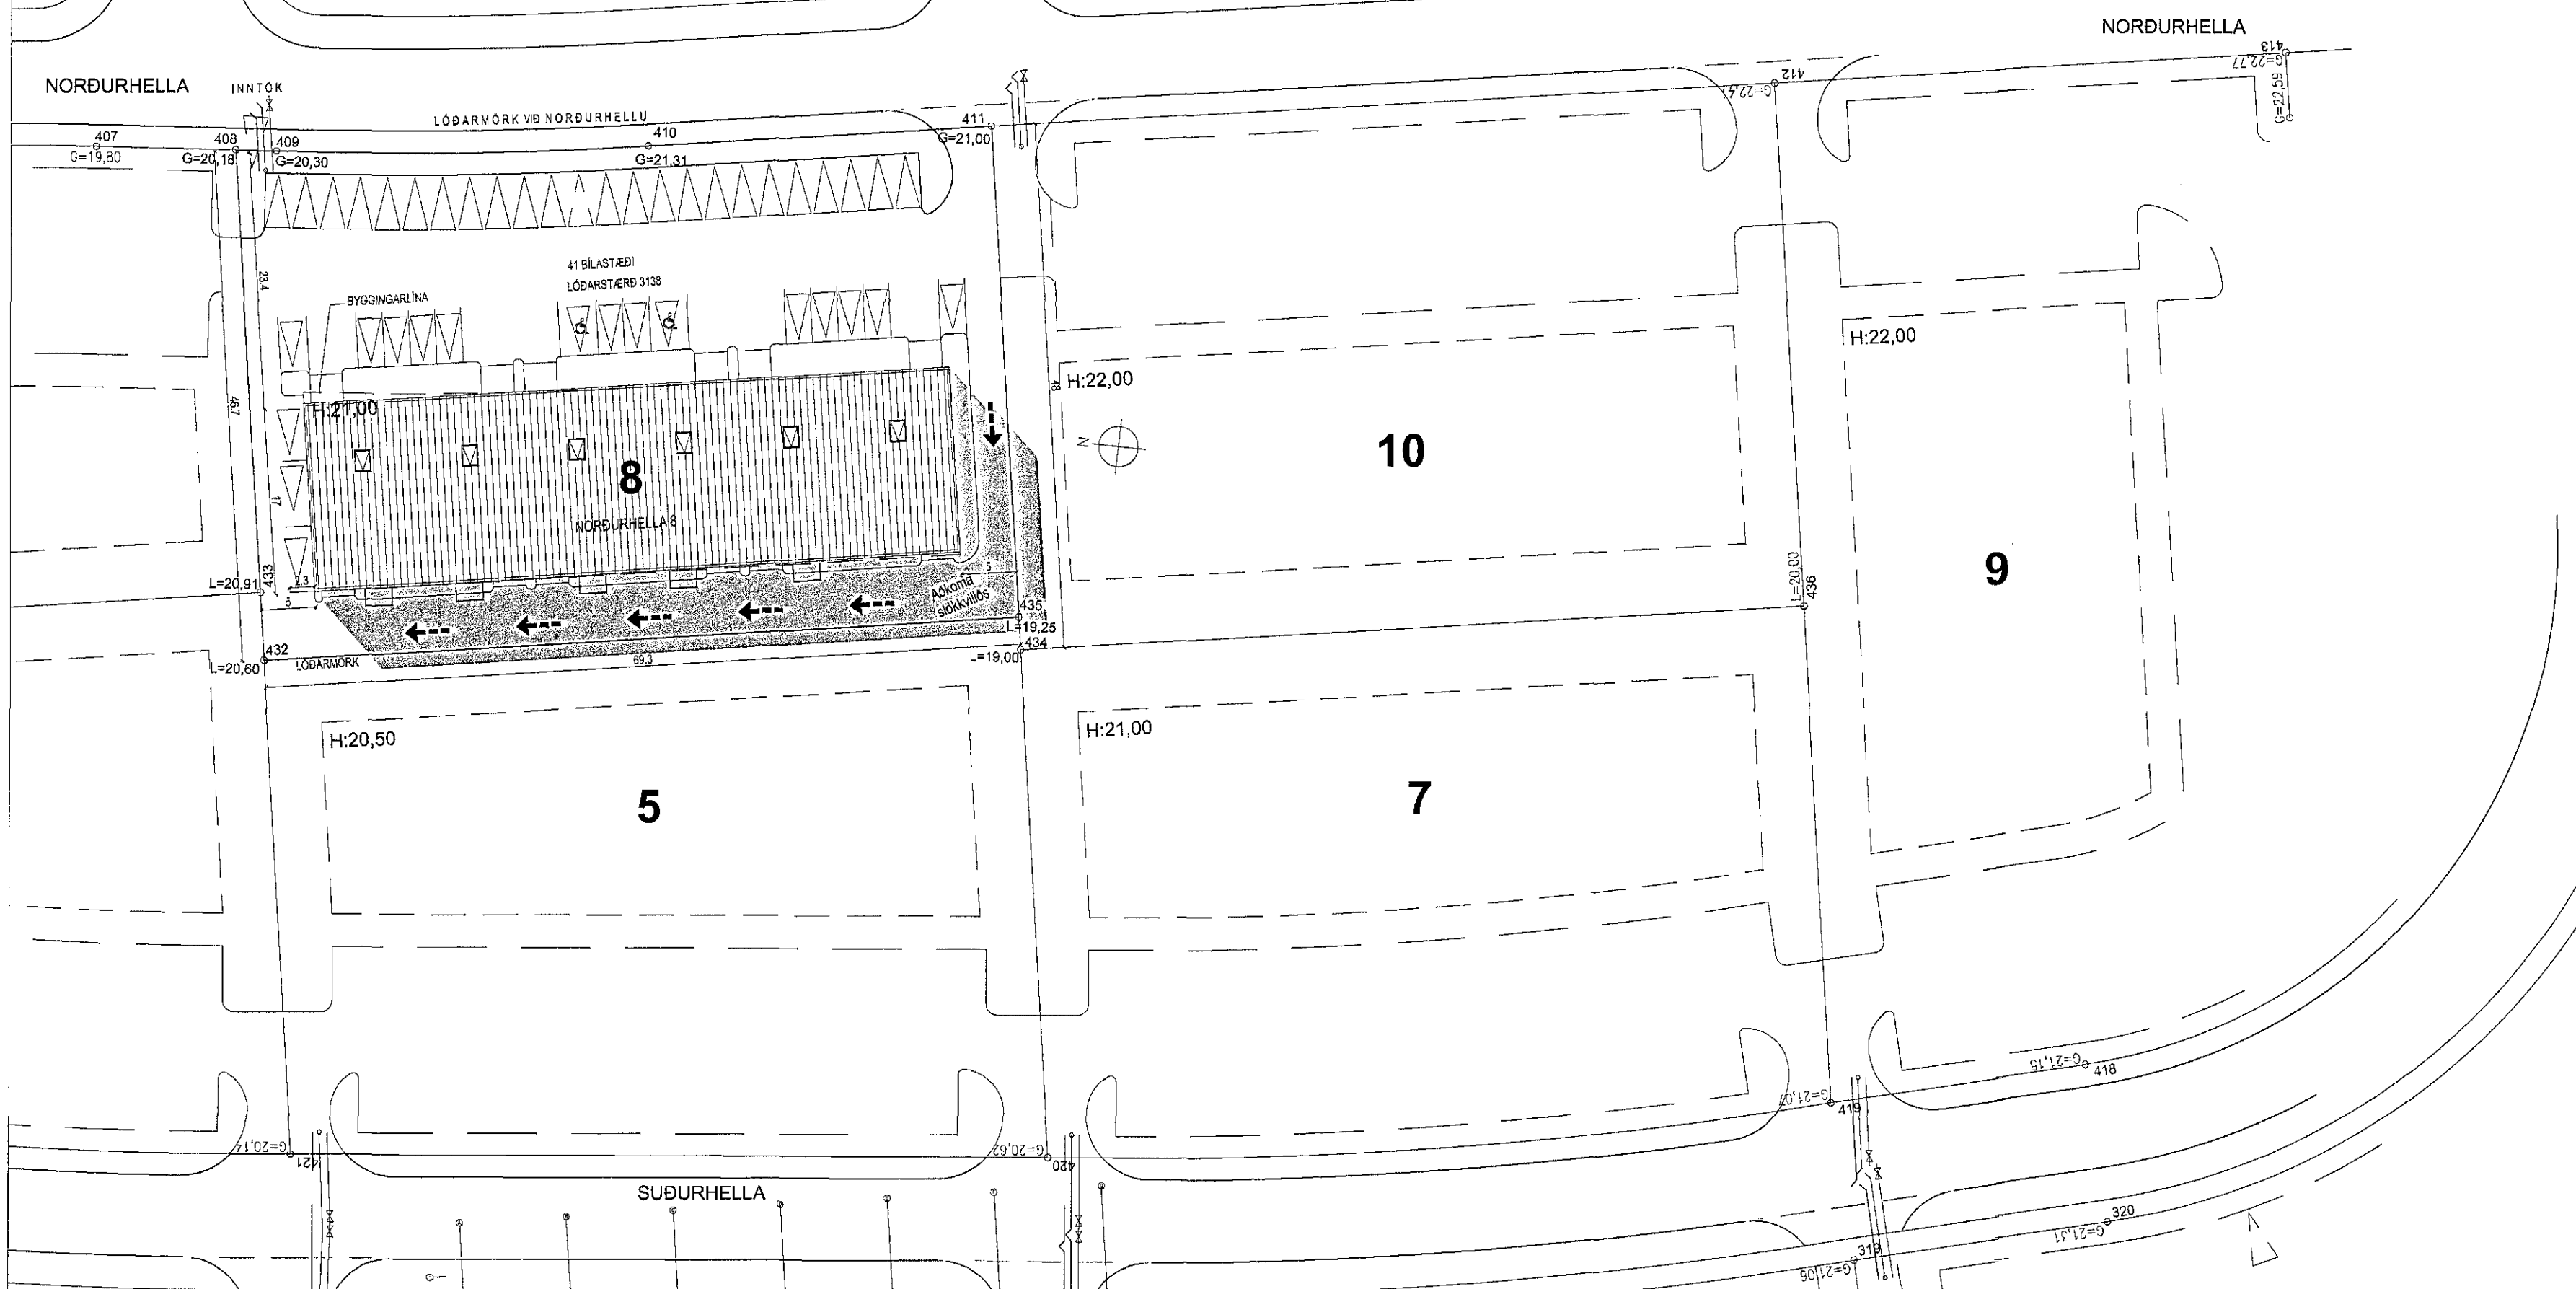 NORÐURHELLA
413
G=22,77
G=22,59
NORÐURHELLA
INNTÖK
412
G=22,41
LÓÐARMÖRK VIÐ NORÐURHELLU
407
408
409
410
411
G=19,80
G=20,18
G=20,30
G=21,31
G=21,00
23.4
41 BÍLASTÆÐI
LÓÐARSTÆRÐ 3138
BYGGINGARLÍNA
H:22,00
H:22,00
48
46.7
H:21,00
N
10
8
17
NORÐURHELLA 8
9
L=20,91
433
2.3
5
5
Aðkoma
slökkviliðs
435
L=19,25
L=20,00
436
432
L=20,60
LÓÐARMÖRK
69.3
434
L=19,00
H:20,50
H:21,00
5
7
G=21,15
418
G=21,07
419
G=20,14
421
G=20,62
420
SUÐURHELLA
320
G=21,31
319
G=21,06